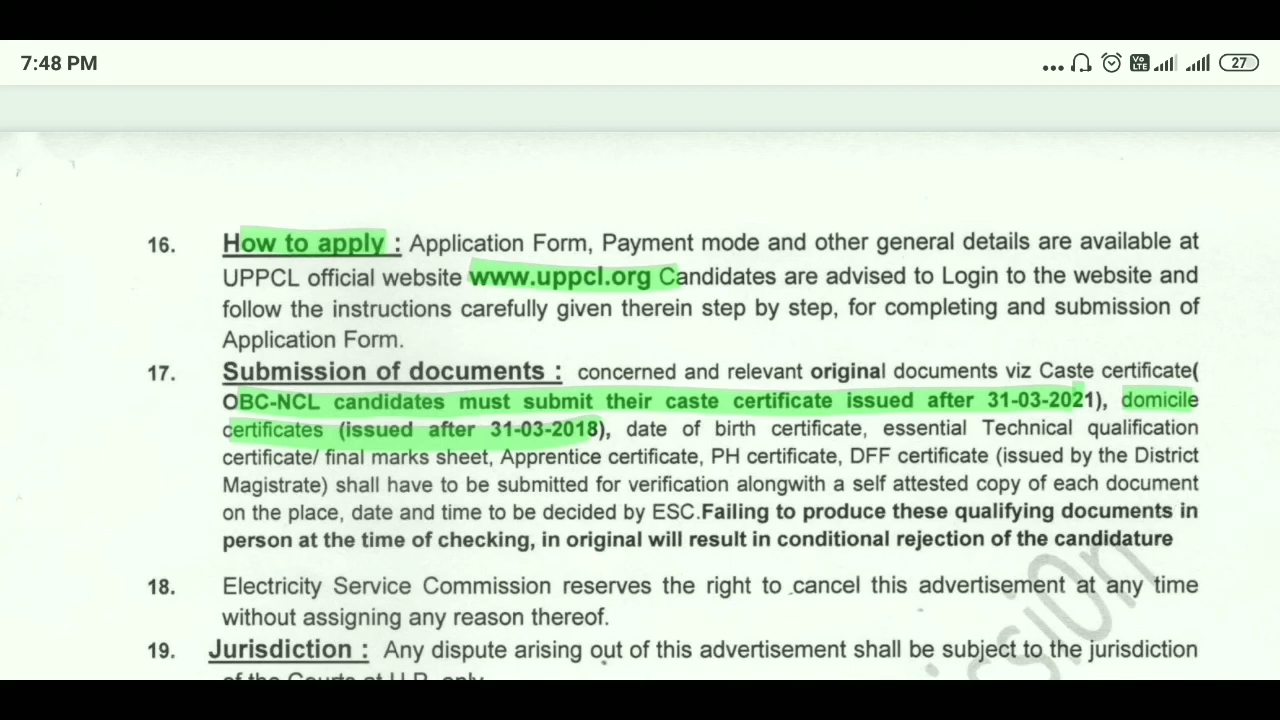 7:48 PM
... Vo LTE 27
16. How to apply : Application Form, Payment mode and other general details are available at
UPPCL official website www.uppcl.org Candidates are advised to Login to the website and
follow the instructions carefully given therein step by step, for completing and submission of
Application Form.
17. Submission of documents : concerned and relevant original documents viz Caste certificate(
OBC-NCL candidates must submit their caste certificate issued after 31-03-2021), domicile
certificates (issued after 31-03-2018), date of birth certificate, essential Technical qualification
certificate/ final marks sheet, Apprentice certificate, PH certificate, DFF certificate (issued by the District
Magistrate) shall have to be submitted for verification alongwith a self attested copy of each document
on the place, date and time to be decided by ESC.Failing to produce these qualifying documents in
person at the time of checking, in original will result in conditional rejection of the candidature
18. Electricity Service Commission reserves the right to cancel this advertisement at any time
without assigning any reason thereof.
19. Jurisdiction : Any dispute arising out of this advertisement shall be subject to the jurisdiction
of the Courts at U.P. only